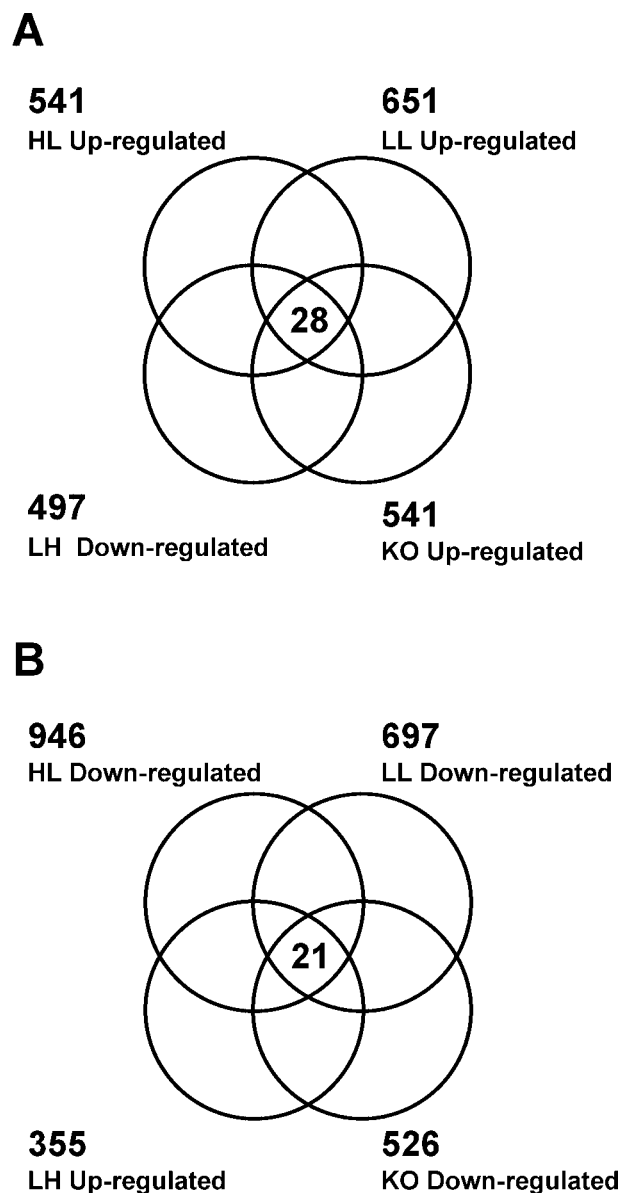 A
541
HL Up-regulated
651
LL Up-regulated
28
497
LH Down-regulated
541
KO Up-regulated
B
946
HL Down-regulated
697
LL Down-regulated
21
355
LH Up-regulated
526
KO Down-regulated